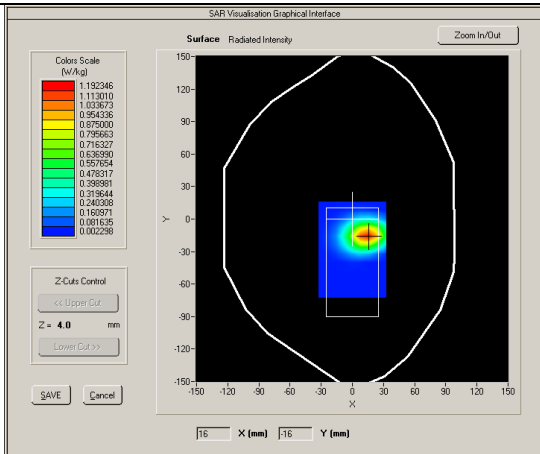 SAR Visualisation Graphical Interface
Surface Radiated Intensity
Zoom In/Out
Colors Scale
(W/kg)
1.192346
1.113010
1.033673
0.954336
0.875000
0.795663
0.716327
0.636990
0.557654
0.478317
0.398981
0.319644
0.240308
0.160971
0.081635
0.002298
Z-Cuts Control
<< Upper Cut
Z = 4.0 mm
Lower Cut >>
SAVE Cancel
150-
120-
90-
60-
30-
0-
-30-
-60-
-90-
-120-
-150-
Y
-150 -120 -90 -60 -30 0 30 60 90 120 150
X
16 X (mm) -16 Y (mm)